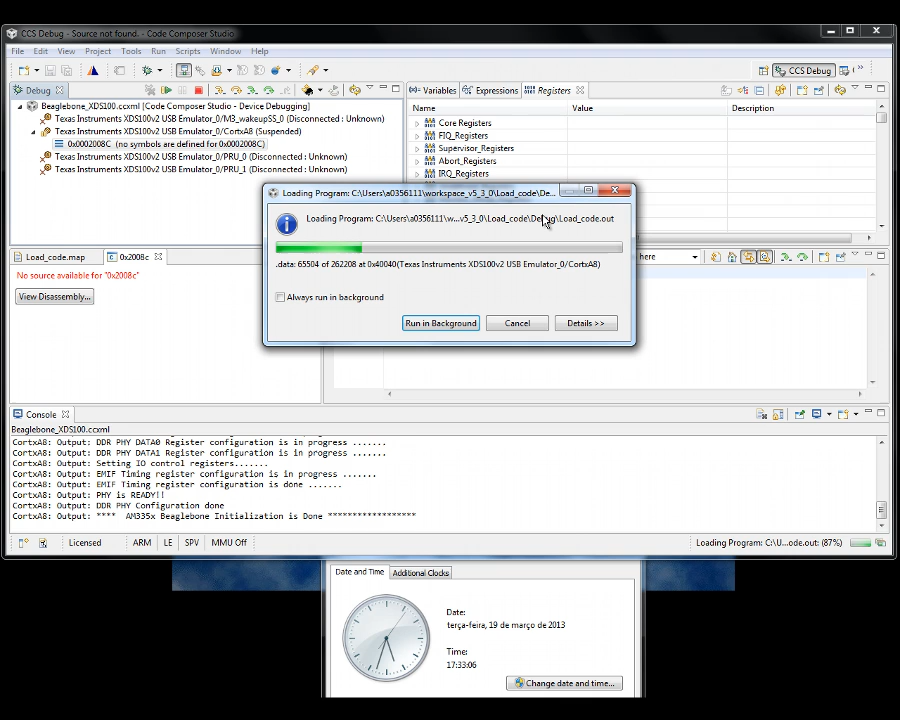 CCS Debug - Source not found. - Code Composer Studio
File Edit View Project Tools Run Scripts Window Help
CCS Debug
Debug
Beaglebone_XDS100.ccxml [Code Composer Studio - Device Debugging]
Texas Instruments XDS100v2 USB Emulator_0/M3_wakeupSS_0 (Disconnected : Unknown)
Texas Instruments XDS100v2 USB Emulator_0/CortxA8 (Suspended)
0x0002008C (no symbols are defined for 0x0002008C)
Texas Instruments XDS100v2 USB Emulator_0/PRU_0 (Disconnected : Unknown)
Texas Instruments XDS100v2 USB Emulator_0/PRU_1 (Disconnected : Unknown)
(x)= Variables Expressions Registers
Name Value Description
Core Registers
FIQ_Registers
Supervisor_Registers
Abort_Registers
IRQ_Registers
Loading Program: C:\Users\a0356111\workspace_v5_3_0\Load_code\De...
Loading Program: C:\Users\a0356111\w...v5_3_0\Load_code\Debug\Load_code.out
.data: 65504 of 262208 at 0x40040(Texas Instruments XDS100v2 USB Emulator_0/CortxA8)
Always run in background
Run in Background Cancel Details >>
Load_code.map 0x2008c
No source available for "0x2008c"
View Disassembly...
here
Console
Beaglebone_XDS100.ccxml
CortxA8: Output: DDR PHY DATA0 Register configuration is in progress .......
CortxA8: Output: DDR PHY DATA1 Register configuration is in progress .......
CortxA8: Output: Setting IO control registers.......
CortxA8: Output: EMIF Timing register configuration is in progress .......
CortxA8: Output: EMIF Timing register configuration is done .......
CortxA8: Output: PHY is READY!!
CortxA8: Output: DDR PHY Configuration done
CortxA8: Output: **** AM335x Beaglebone Initialization is Done ******************
Licensed ARM LE SPV MMU Off Loading Program: C:\U...ode.out: (87%)
Date and Time Additional Clocks
Date:
terça-feira, 19 de março de 2013
Time:
17:33:06
Change date and time...